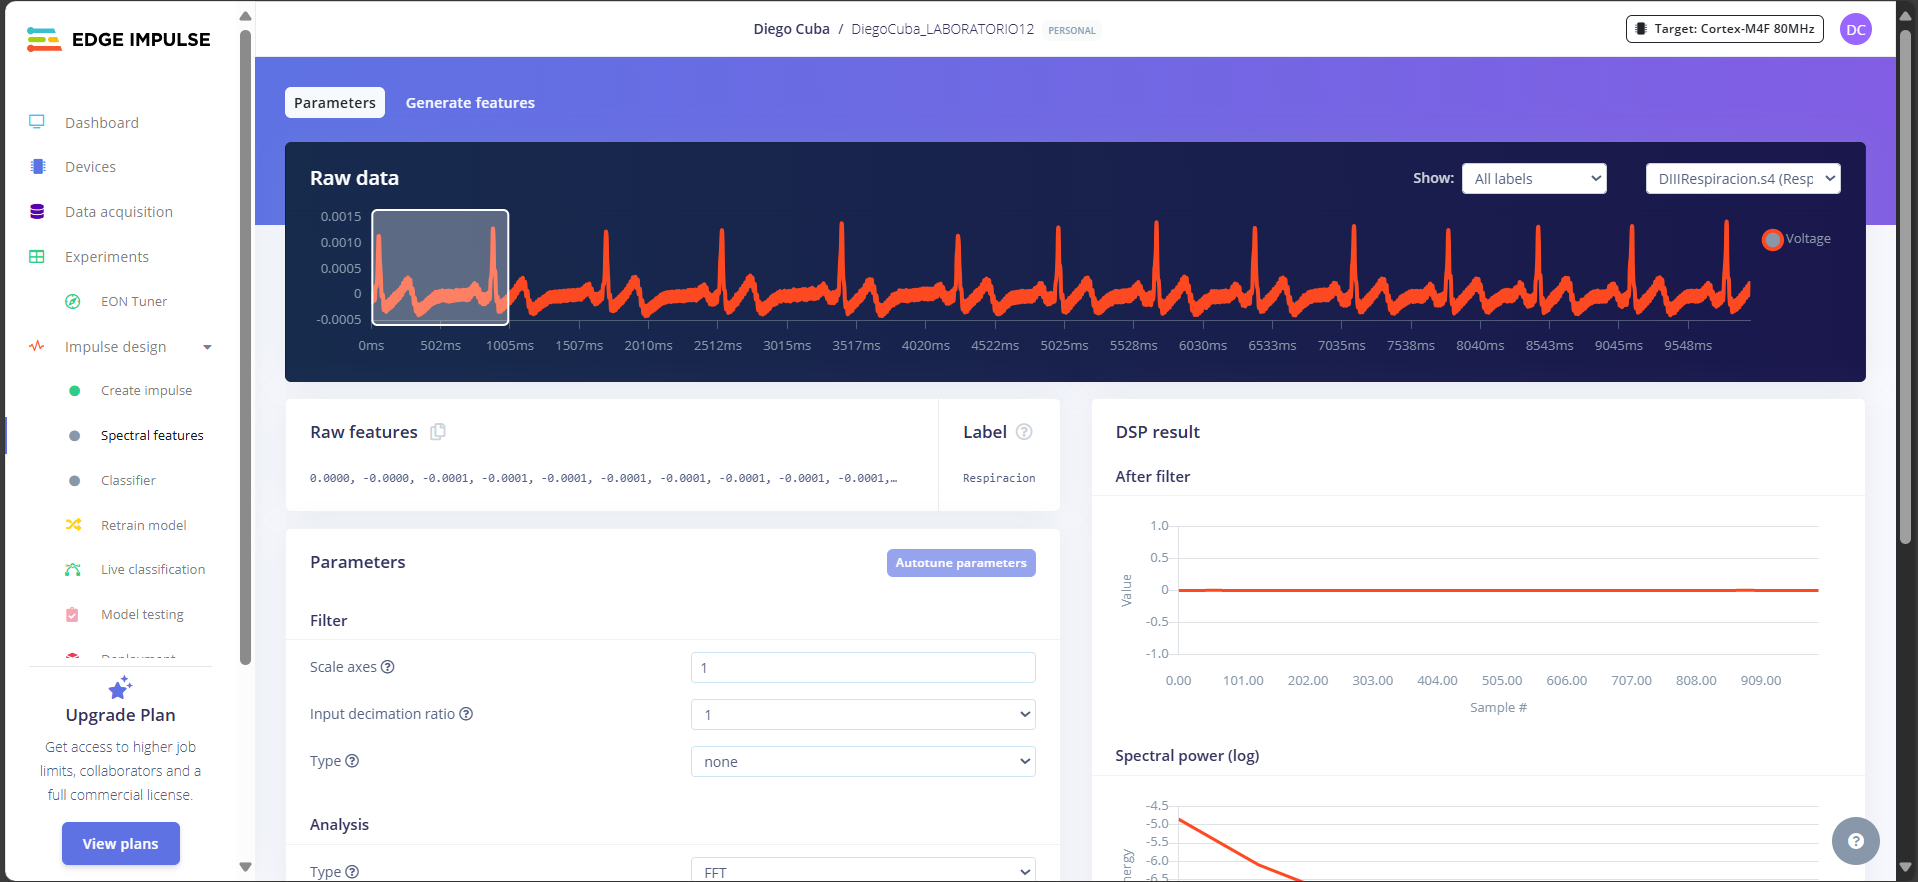 EDGE IMPULSE
Dashboard
Devices
Data acquisition
Experiments
EON Tuner
Impulse design
Create impulse
Spectral features
Classifier
Retrain model
Live classification
Model testing
Deployment
Upgrade Plan
Get access to higher job
limits, collaborators and a
full commercial license.
View plans
Diego Cuba / DiegoCuba_LABORATORIO12 PERSONAL
Target: Cortex-M4F 80MHz
DC
Parameters Generate features
Raw data
Show: All labels DIIIRespiracion.s4 (Resp
0.0015
0.0010
0.0005
0
-0.0005
0ms 502ms 1005ms 1507ms 2010ms 2512ms 3015ms 3517ms 4020ms 4522ms 5025ms 5528ms 6030ms 6533ms 7035ms 7538ms 8040ms 8543ms 9045ms 9548ms
Voltage
Raw features
0.0000, -0.0000, -0.0001, -0.0001, -0.0001, -0.0001, -0.0001, -0.0001, -0.0001, -0.0001,…
Label
Respiracion
Parameters
Autotune parameters
Filter
Scale axes 1
Input decimation ratio 1
Type none
Analysis
Type FFT
DSP result
After filter
Value
1.0
0.5
0
-0.5
-1.0
0.00 101.00 202.00 303.00 404.00 505.00 606.00 707.00 808.00 909.00
Sample #
Spectral power (log)
-4.5
-5.0
-5.5
-6.0
-6.5